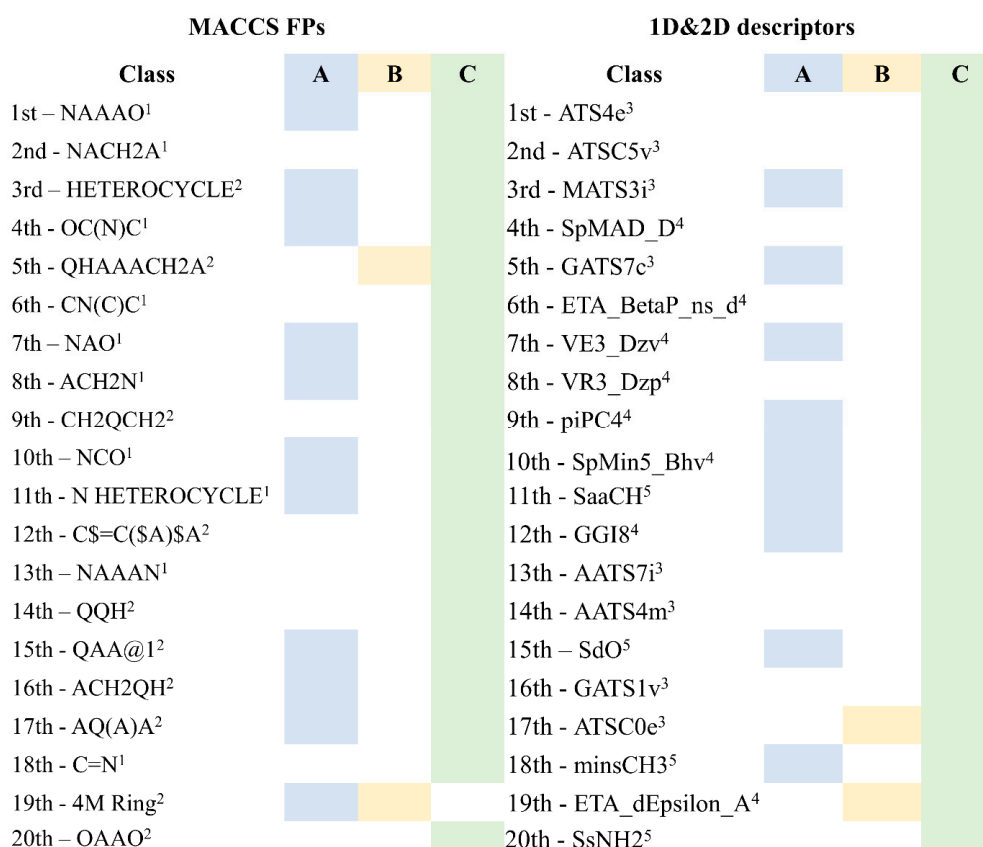 MACCS FPs 1D&2D descriptors
Class A B C Class A B C
1st – NAAAO¹ 1st - ATS4e³
2nd - NACH2A¹ 2nd - ATSC5v³
3rd – HETEROCYCLE² 3rd - MATS3i³
4th - OC(N)C¹ 4th - SpMAD_D⁴
5th - QHAAACH2A² 5th - GATS7c³
6th - CN(C)C¹ 6th - ETA_BetaP_ns_d⁴
7th – NAO¹ 7th - VE3_Dzv⁴
8th - ACH2N¹ 8th - VR3_Dzp⁴
9th - CH2QCH2² 9th - piPC4⁴
10th – NCO¹ 10th - SpMin5_Bhv⁴
11th - N HETEROCYCLE¹ 11th - SaaCH⁵
12th - C$=C($A)$A² 12th - GGI8⁴
13th – NAAAN¹ 13th - AATS7i³
14th – QQH² 14th - AATS4m³
15th - QAA@1² 15th – SdO⁵
16th - ACH2QH² 16th - GATS1v³
17th - AQ(A)A² 17th - ATSC0e³
18th - C=N¹ 18th - minsCH3⁵
19th - 4M Ring² 19th - ETA_dEpsilon_A⁴
20th – OAAO² 20th - SsNH2⁵